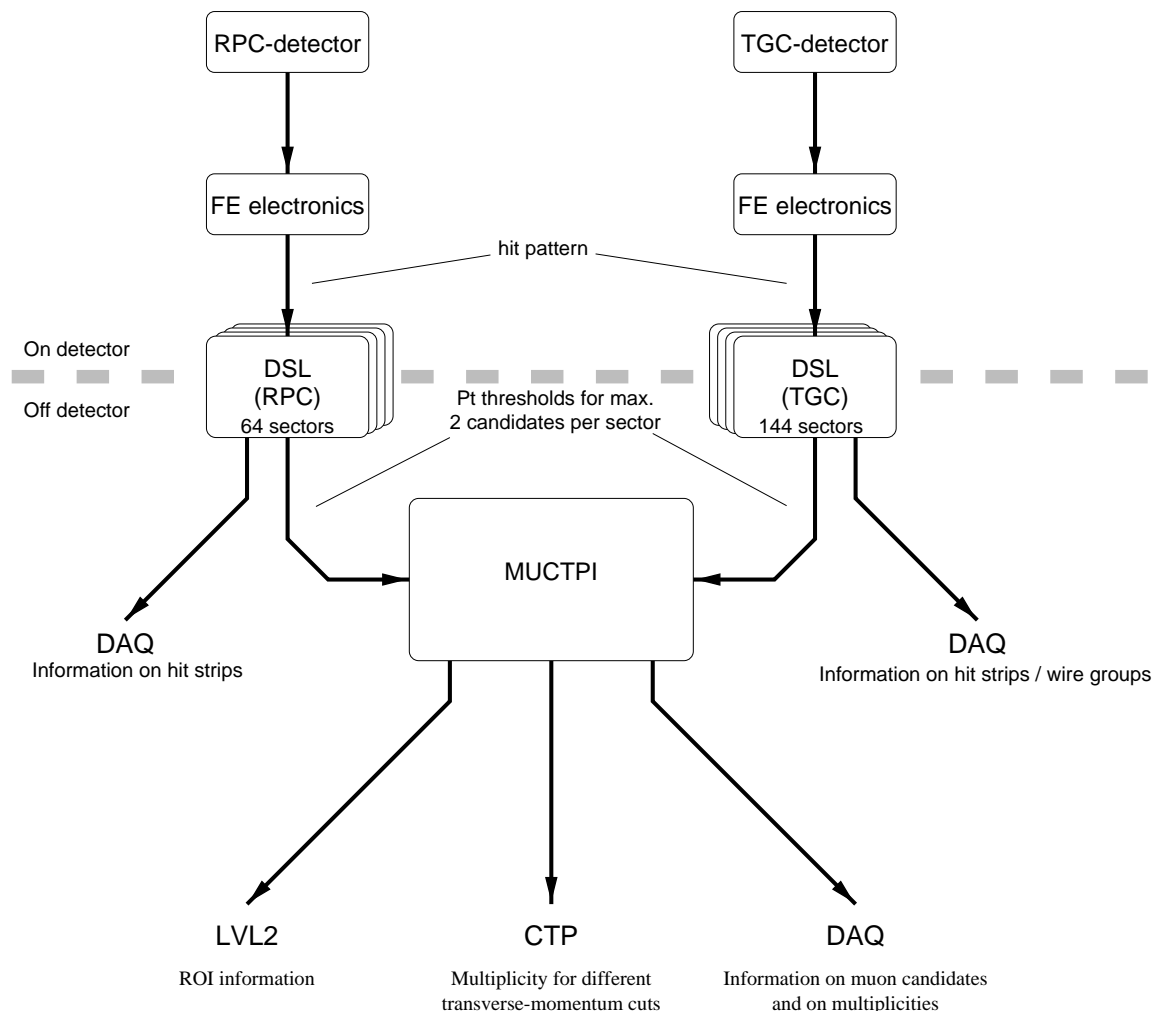 RPC-detector
TGC-detector
FE electronics
FE electronics
hit pattern
On detector
Off detector
DSL
(RPC)
64 sectors
Pt thresholds for max.
2 candidates per sector
DSL
(TGC)
144 sectors
MUCTPI
DAQ
Information on hit strips
DAQ
Information on hit strips / wire groups
LVL2
ROI information
CTP
Multiplicity for different
transverse-momentum cuts
DAQ
Information on muon candidates
and on multiplicities